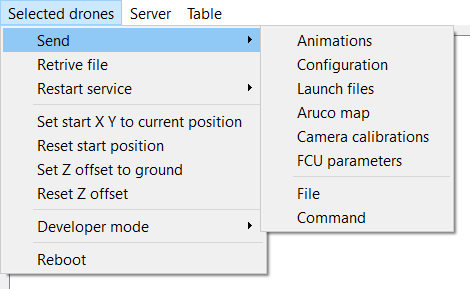 Selected drones Server Table
Send
Retrive file
Restart service
Set start X Y to current position
Reset start position
Set Z offset to ground
Reset Z offset
Developer mode
Reboot
Animations
Configuration
Launch files
Aruco map
Camera calibrations
FCU parameters
File
Command